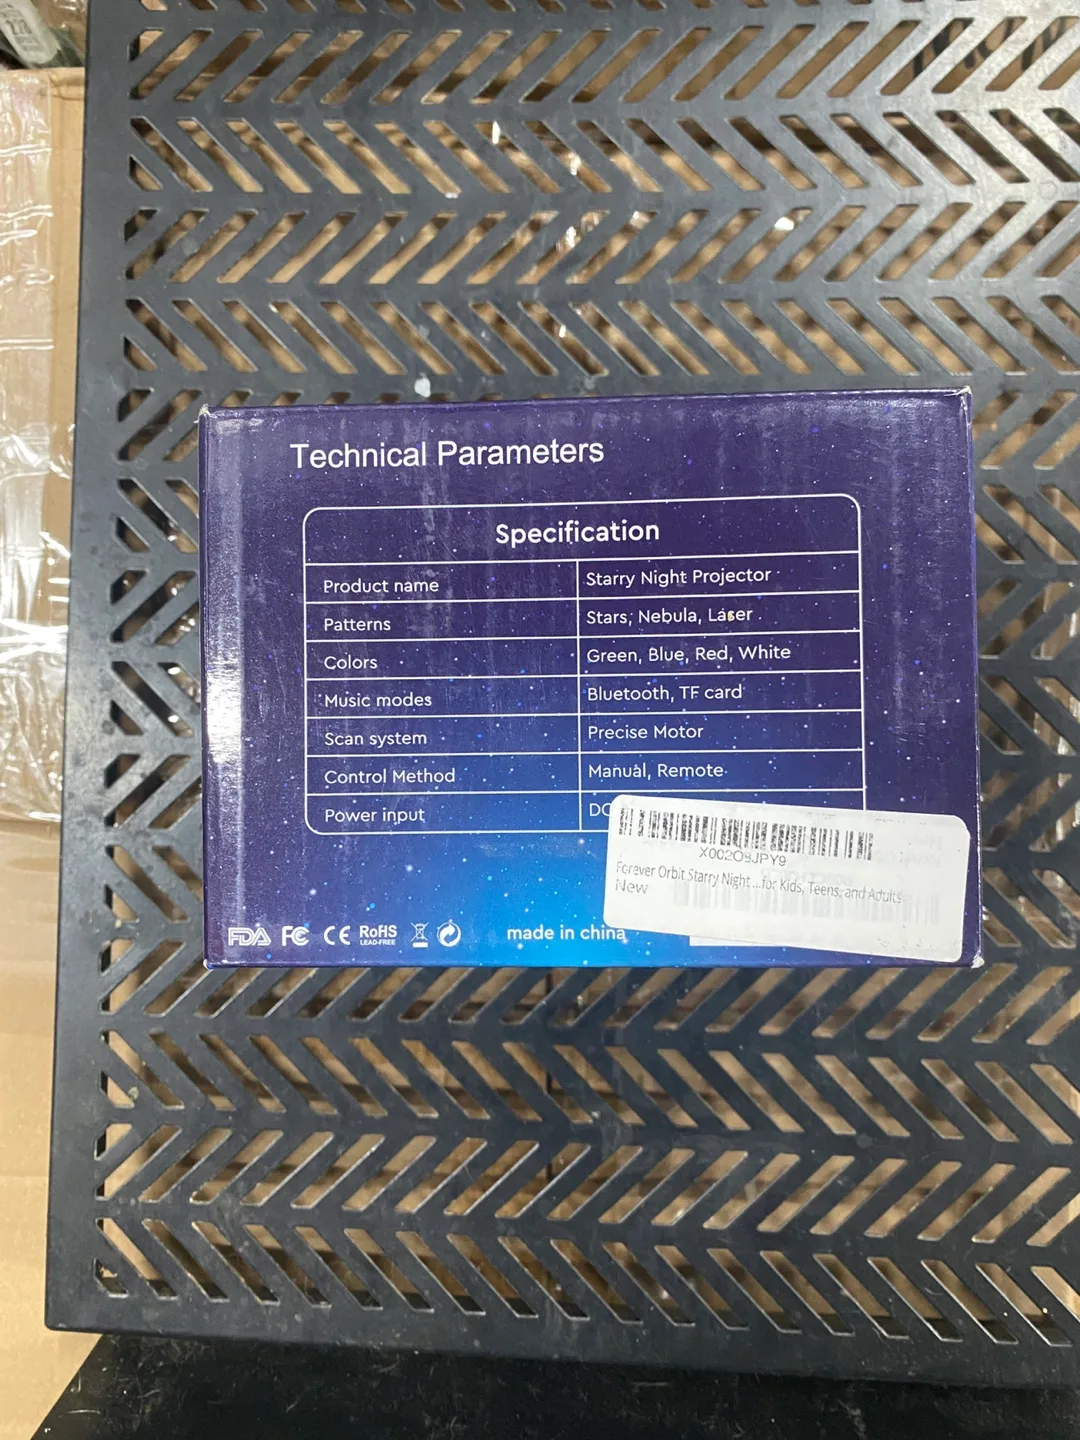 Technical Parameters
Specification
Product name Starry Night Projector
Patterns Stars, Nebula, Laser
Colors Green, Blue, Red, White
Music modes Bluetooth, TF card
Scan system Precise Motor
Control Method Manual, Remote
Power input DC
X002O9JPY9
Forever Orbit Starry Night ...for Kids, Teens, and Adults
New
FDA FC CE RoHS
LEAD-FREE
made in china